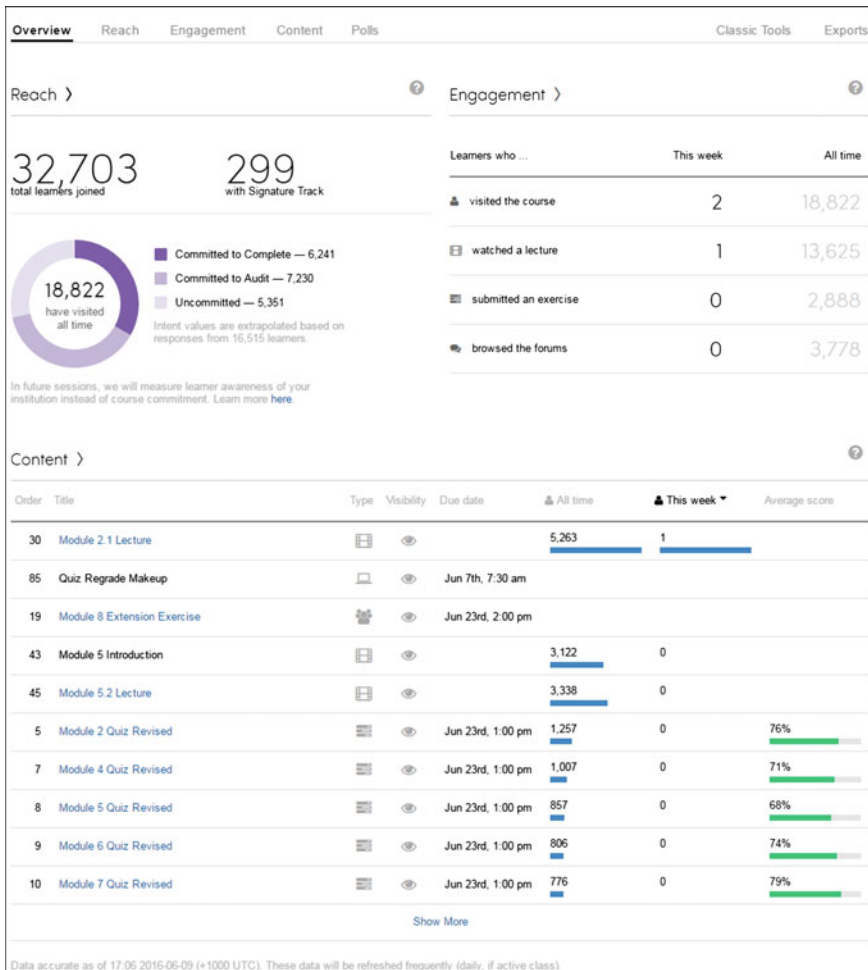 Overview Reach Engagement Content Polls Classic Tools Exports
Reach
32,703
total learners joined
299
with Signature Track
18,822
have visited
all time
Committed to Complete — 6,241
Committed to Audit — 7,230
Uncommitted — 5,351
Intent values are extrapolated based on
responses from 16,515 learners.
In future sessions, we will measure learner awareness of your
institution instead of course commitment. Learn more here.
Engagement
Learners who ... This week All time
visited the course 2 18,822
watched a lecture 1 13,625
submitted an exercise 0 2,888
browsed the forums 0 3,778
Content
Order Title Type Visibility Due date All time This week Average score
30 Module 2.1 Lecture 5,263 1
85 Quiz Regrade Makeup Jun 7th, 7:30 am
19 Module 8 Extension Exercise Jun 23rd, 2:00 pm
43 Module 5 Introduction 3,122 0
45 Module 5.2 Lecture 3,338 0
5 Module 2 Quiz Revised Jun 23rd, 1:00 pm 1,257 0 76%
7 Module 4 Quiz Revised Jun 23rd, 1:00 pm 1,007 0 71%
8 Module 5 Quiz Revised Jun 23rd, 1:00 pm 857 0 68%
9 Module 6 Quiz Revised Jun 23rd, 1:00 pm 806 0 74%
10 Module 7 Quiz Revised Jun 23rd, 1:00 pm 776 0 79%
Show More
Data accurate as of 17:05 2016-06-09 (+1000 UTC). These data will be refreshed frequently (daily, if active class).